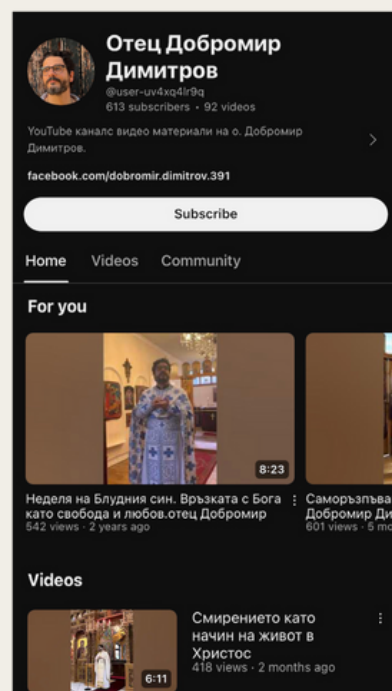 Отец Добромир
Димитров
@user-uv4xq4lr9q
613 subscribers • 92 videos
YouTube каналс видео материали на о. Добромир
Димитров.
facebook.com/dobromir.dimitrov.391
Subscribe
Home Videos Community
For you
8:23
Неделя на Блудния син. Връзката с Бога
като свобода и любов.отец Добромир
542 views · 2 years ago
Добромир
601 views · 5
Videos
6:11
Смирението като
начин на живот в
Христос
418 views · 2 months ago